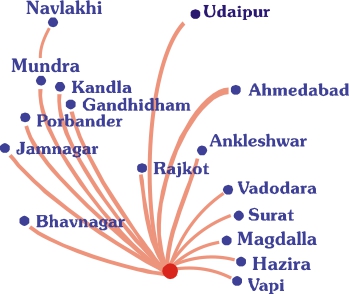 Navlakhi
Udaipur
Mundra
Kandla
Ahmedabad
Gandhidham
Porbander
Ankleshwar
Jamnagar
Rajkot
Vadodara
Bhavnagar
Surat
Magdalla
Hazira
Vapi